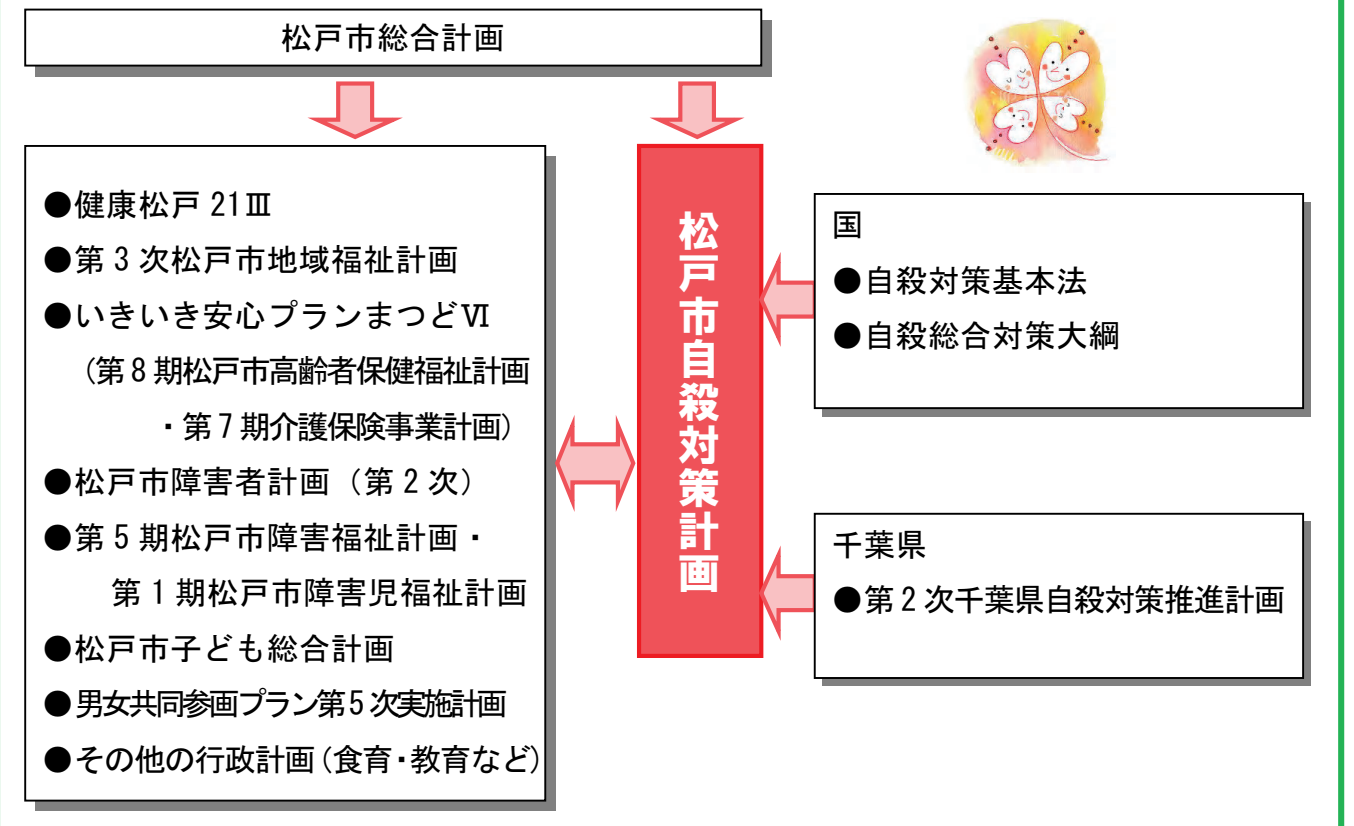 松戸市総合計画
●健康松戸21Ⅲ
●第3次松戸市地域福祉計画
●いきいき安心プランまつどⅥ
（第8期松戸市高齢者保健福祉計画
・第7期介護保険事業計画）
●松戸市障害者計画（第2次）
●第5期松戸市障害福祉計画・
第1期松戸市障害児福祉計画
●松戸市子ども総合計画
●男女共同参画プラン第5次実施計画
●その他の行政計画（食育・教育など）
松戸市自殺対策計画
国
●自殺対策基本法
●自殺総合対策大綱
千葉県
●第2次千葉県自殺対策推進計画